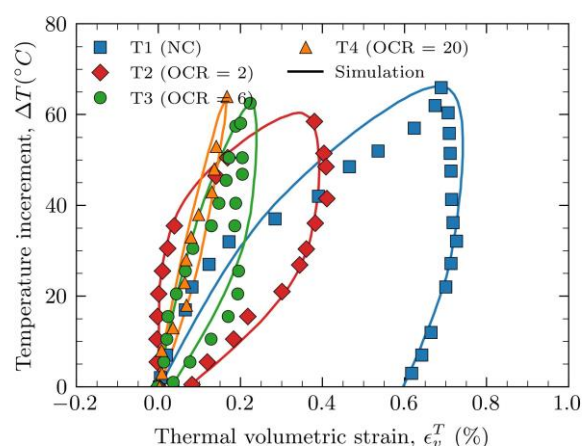 80
60
40
20
0
Temperature increment, ΔT(°C)
T1 (NC)
T2 (OCR = 2)
T3 (OCR = 6)
T4 (OCR = 20)
Simulation
−0.2 0.0 0.2 0.4 0.6 0.8 1.0
Thermal volumetric strain, ϵ_v^T (%)